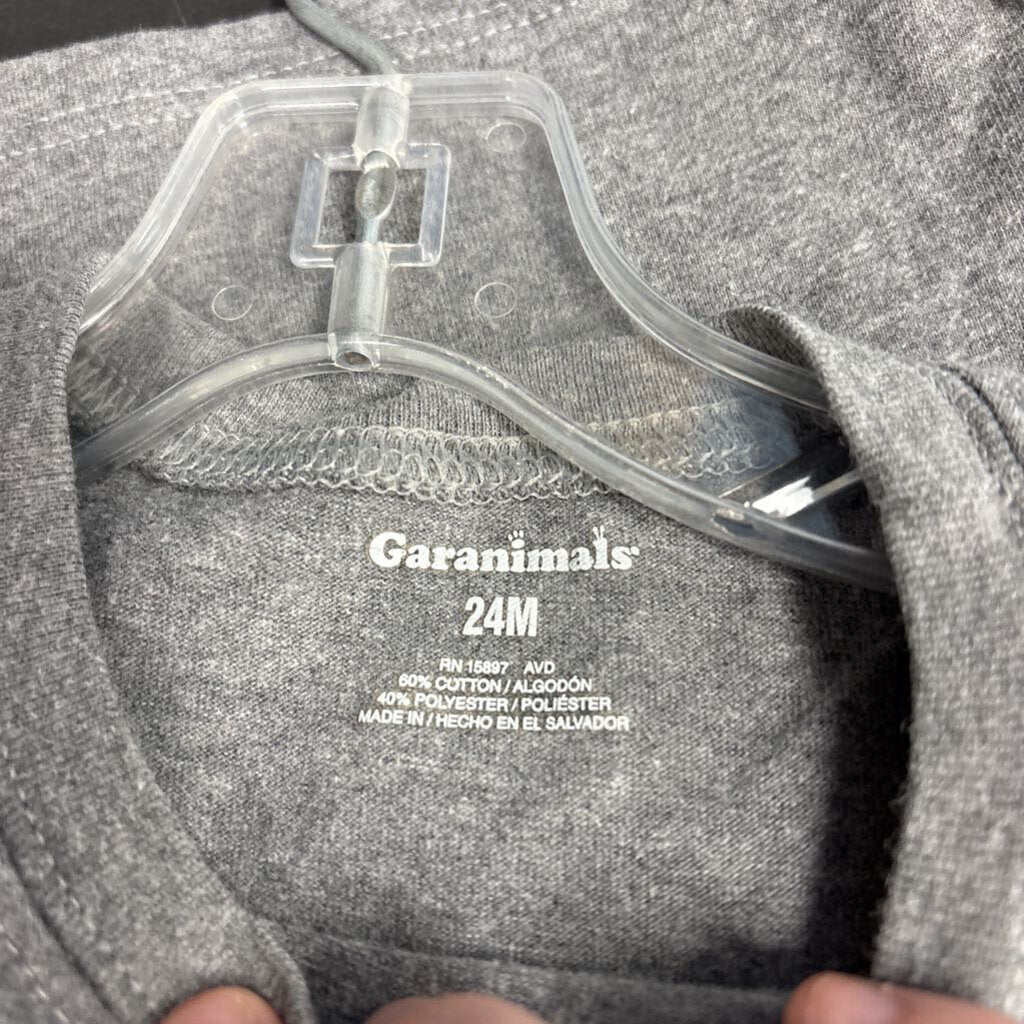 Garanimals
24M
RN 15897 AVD
60% COTTON / ALGODÓN
40% POLYESTER / POLIÉSTER
MADE IN / HECHO EN EL SALVADOR